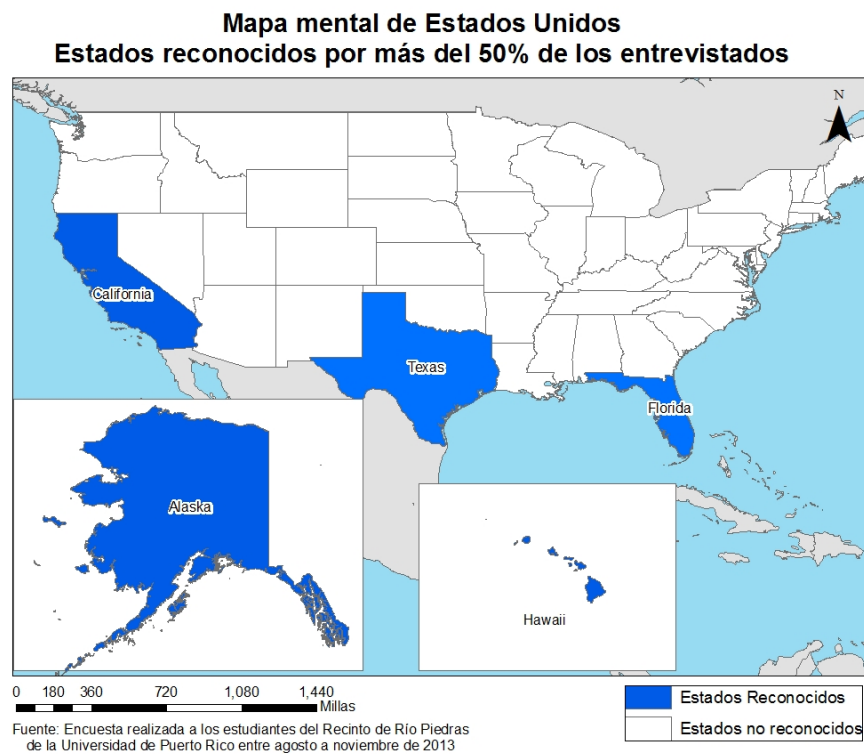 Mapa mental de Estados Unidos
Estados reconocidos por más del 50% de los entrevistados
N
California
Texas
Florida
Alaska
Hawaii
0 180 360 720 1,080 1,440
Millas
Estados Reconocidos
Estados no reconocidos
Fuente: Encuesta realizada a los estudiantes del Recinto de Río Piedras
de la Universidad de Puerto Rico entre agosto a noviembre de 2013